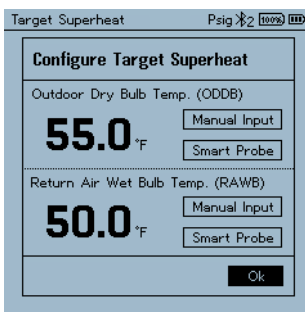 Target Superheat Psig 2 100%
Configure Target Superheat
Outdoor Dry Bulb Temp. (ODDB)
55.0 °F
Manual Input
Smart Probe
Return Air Wet Bulb Temp. (RAWB)
50.0 °F
Manual Input
Smart Probe
Ok